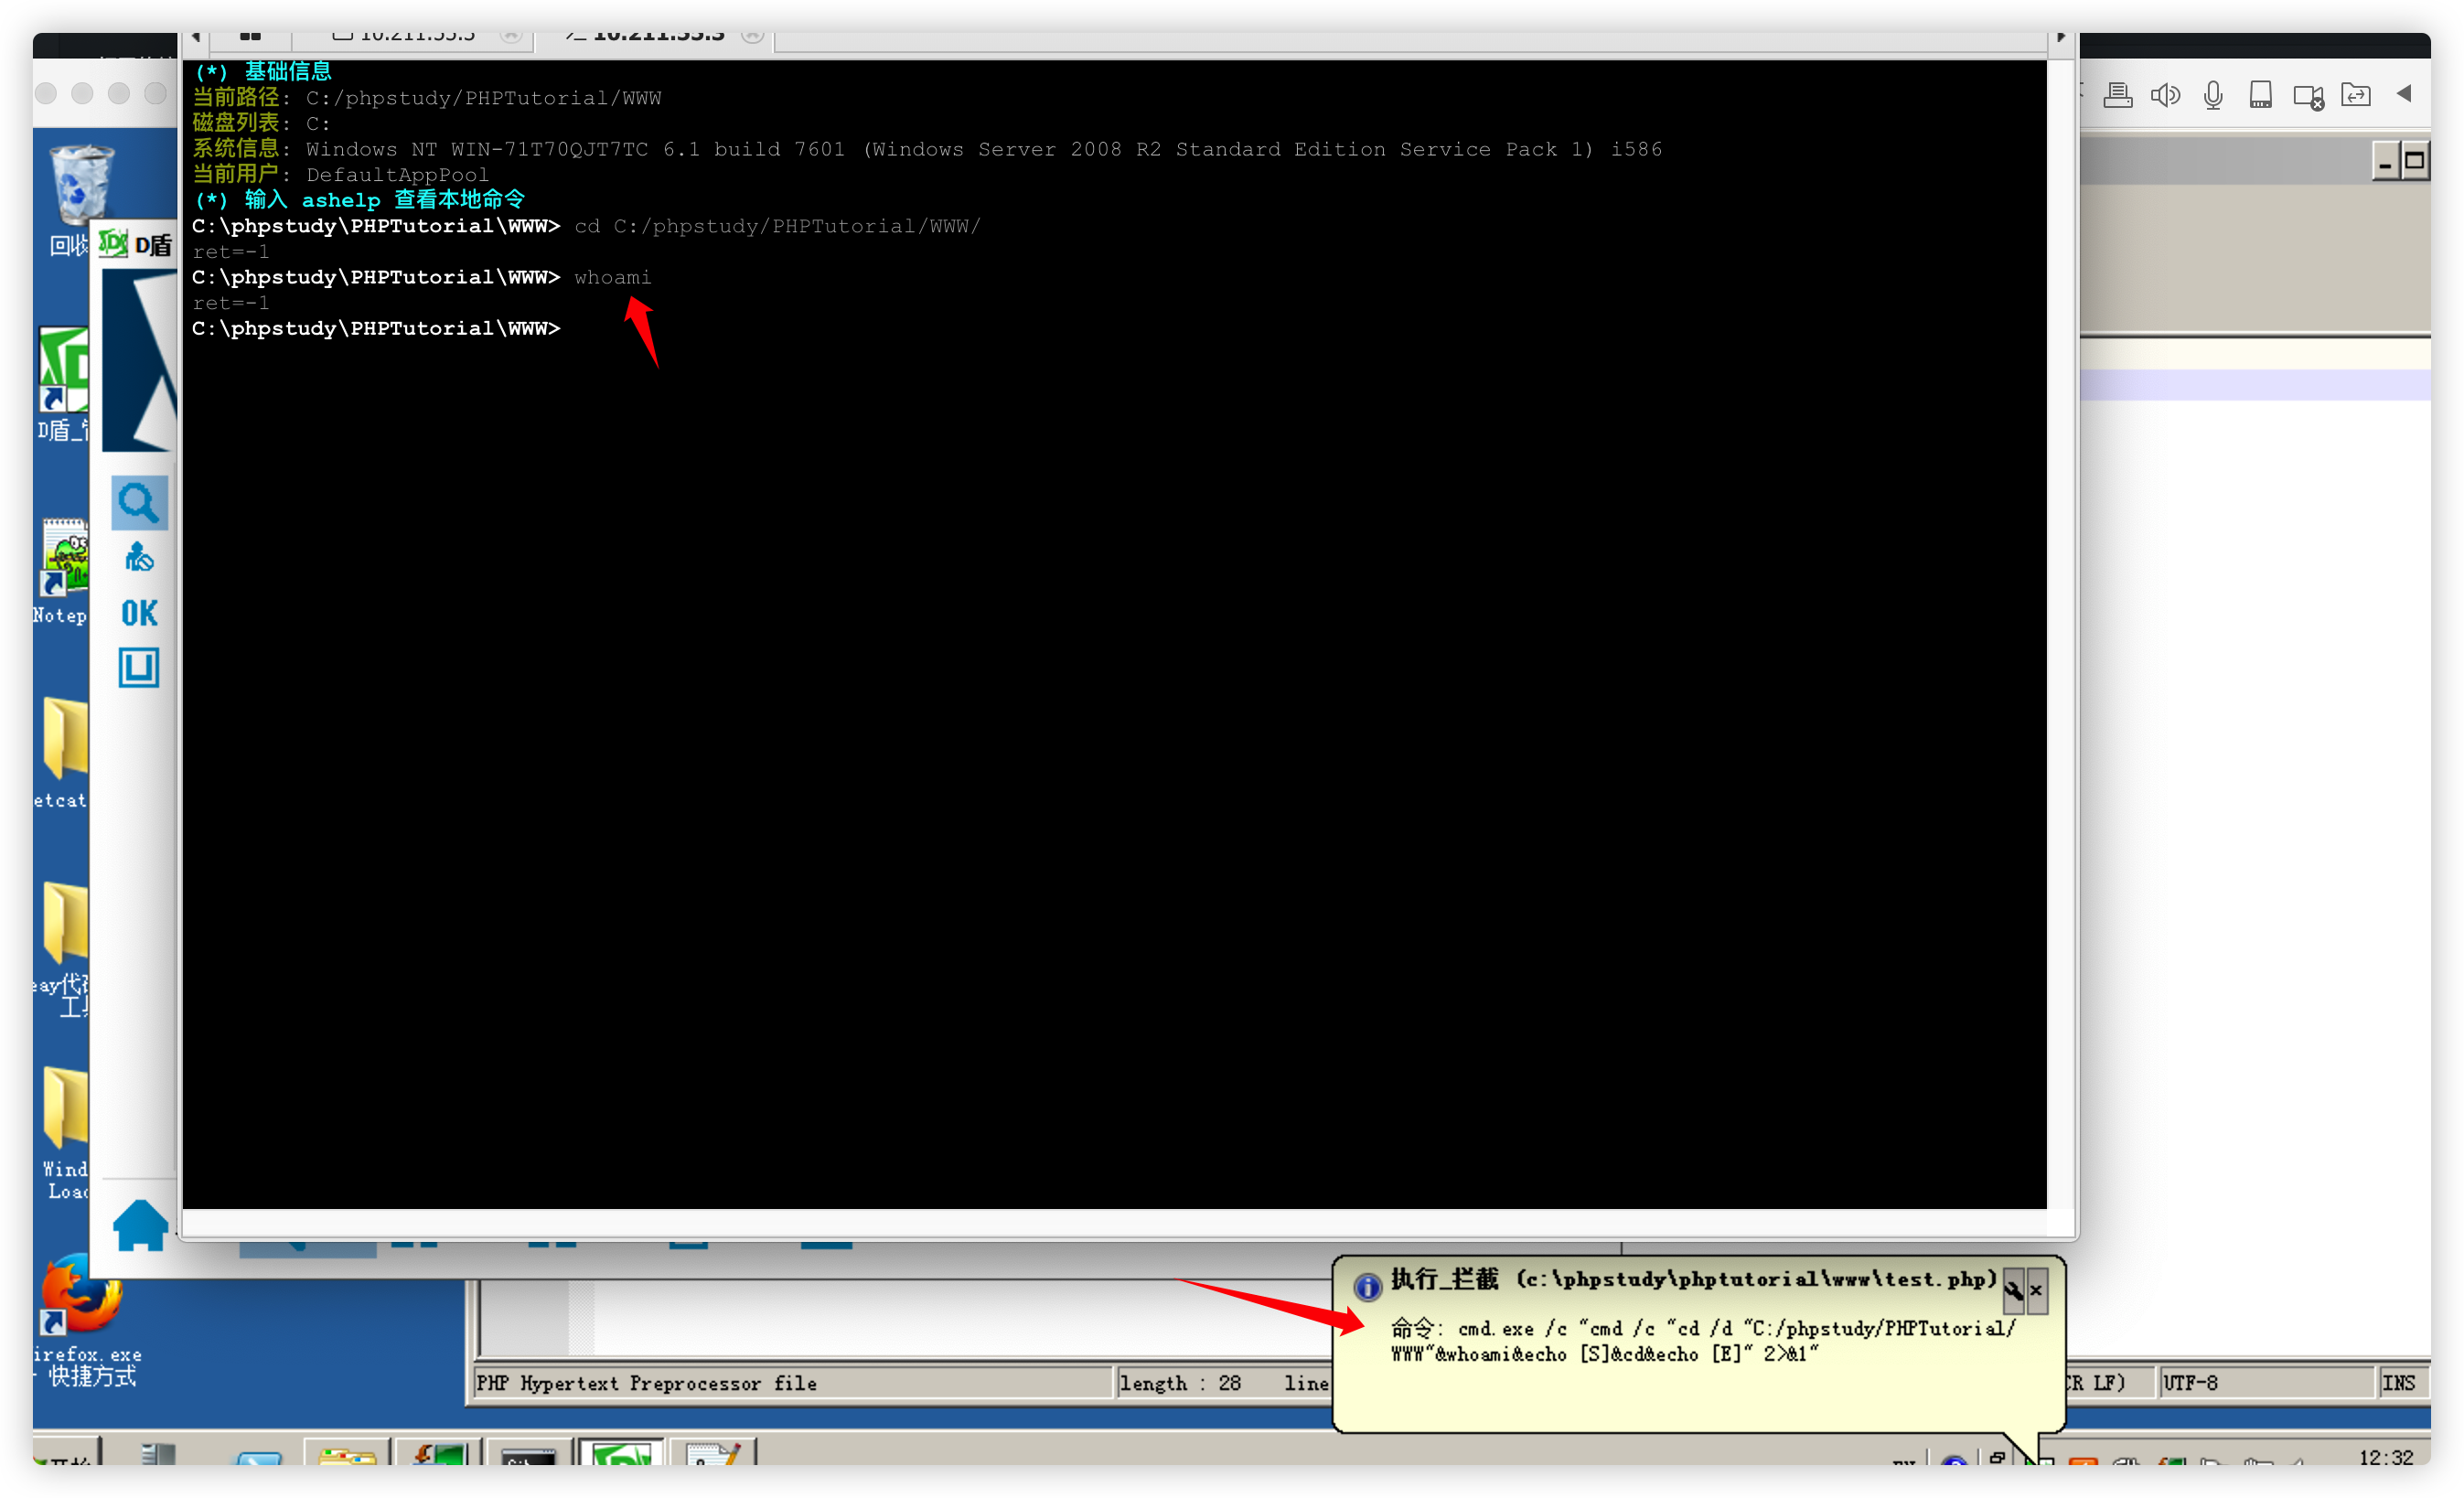 10.211.55.5
10.211.55.5
(*) 基础信息
当前路径: C:/phpstudy/PHPTutorial/WWW
磁盘列表: C:
系统信息: Windows NT WIN-71T70QJT7TC 6.1 build 7601 (Windows Server 2008 R2 Standard Edition Service Pack 1) i586
当前用户: DefaultAppPool
(*) 输入 ashelp 查看本地命令
C:\phpstudy\PHPTutorial\WWW> cd C:/phpstudy/PHPTutorial/WWW/
ret=-1
C:\phpstudy\PHPTutorial\WWW> whoami
ret=-1
C:\phpstudy\PHPTutorial\WWW>
回收
D盾
D盾_
OK
Notep
etcat
eay代
工
Wind
Loa
irefox.exe
- 快捷方式
执行_拦截 (c:\phpstudy\phptutorial\www\test.php)
命令: cmd.exe /c "cmd /c "cd /d "C:/phpstudy/PHPTutorial/
WWW"&whoami&echo [S]&cd&echo [E]" 2>&1"
PHP Hypertext Preprocessor file
length : 28
line
CR LF)
UTF-8
INS
开始
12:32